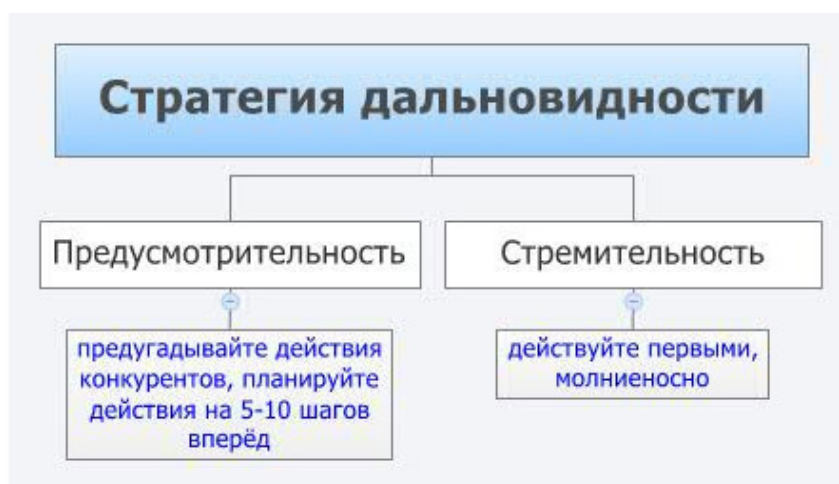 Стратегия дальновидности
Предусмотрительность
Стремительность
предугадывайте действия
конкурентов, планируйте
действия на 5-10 шагов
вперёд
действуйте первыми,
молниеносно